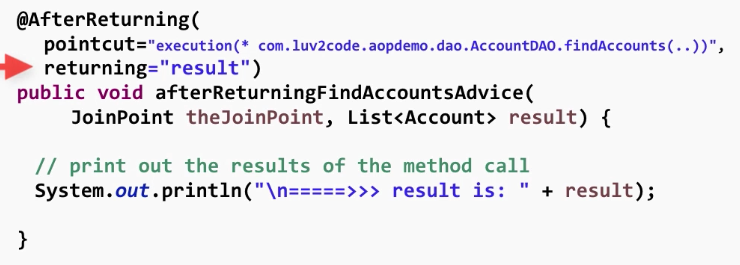 @AfterReturning(
pointcut="execution(* com.luv2code.aopdemo.dao.AccountDAO.findAccounts(..))",
returning="result")
public void afterReturningFindAccountsAdvice(
JoinPoint theJoinPoint, List<Account> result) {
// print out the results of the method call
System.out.println("\n=====>>> result is: " + result);
}